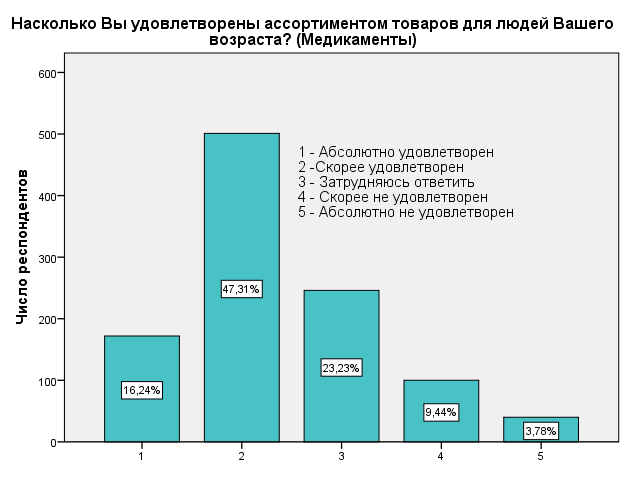 Насколько Вы удовлетворены ассортиментом товаров для людей Вашего
возраста? (Медикаменты)
Число респондентов
600
500
400
300
200
100
0
1 - Абсолютно удовлетворен
2 -Скорее удовлетворен
3 - Затрудняюсь ответить
4 - Скорее не удовлетворен
5 - Абсолютно не удовлетворен
16,24%
47,31%
23,23%
9,44%
3,78%
1
2
3
4
5